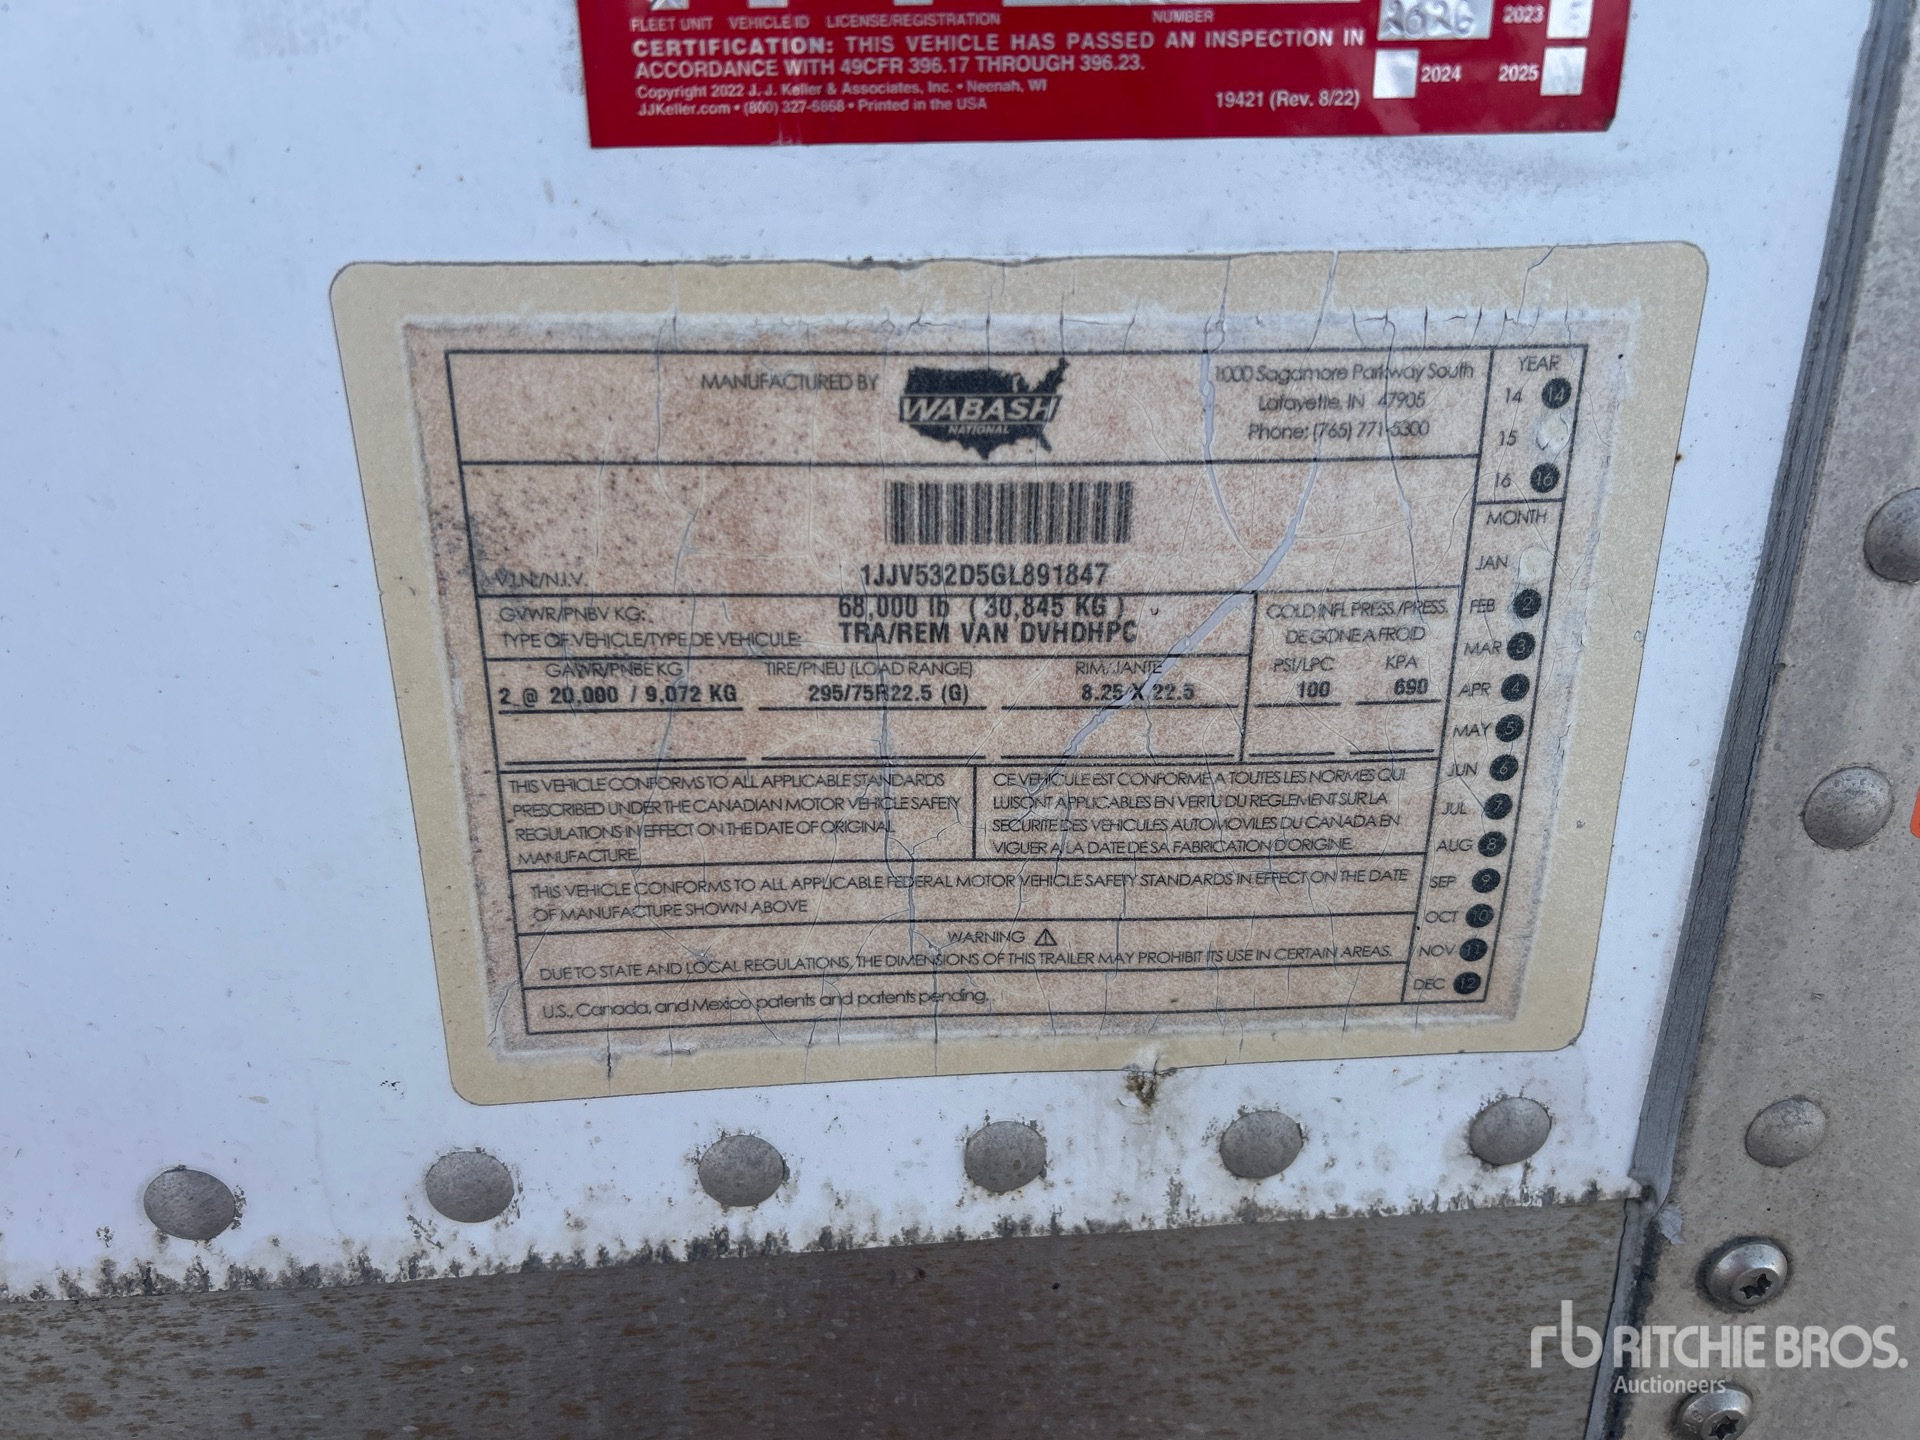 FLEET UNIT VEHICLE ID LICENSE/REGISTRATION NUMBER
2026 2023
CERTIFICATION: THIS VEHICLE HAS PASSED AN INSPECTION IN
ACCORDANCE WITH 49CFR 396.17 THROUGH 396.23.
2024 2025
Copyright 2022 J. J. Keller & Associates, Inc. • Neenah, WI
JJKeller.com • (800) 327-6868 • Printed in the USA
19421 (Rev. 8/22)
MANUFACTURED BY
WABASH
NATIONAL
1000 Sagamore Parkway South
Lafayette, IN 47905
Phone: (765) 771-5300
YEAR
14 14
15
16 16
MONTH
JAN
FEB 2
MAR 3
APR 4
MAY 5
JUN 6
JUL 7
AUG 8
SEP 9
OCT 10
NOV 11
DEC 12
V.I.N./N.I.V.
1JJV532D5GL891847
GVWR/PNBV KG: 68,000 lb ( 30,845 KG )
TYPE OF VEHICLE/TYPE DE VEHICULE: TRA/REM VAN DVHDHPC
COLD INFL. PRESS./PRESS.
DE GONE A FROID
GAWR/PNBE KG TIRE/PNEU (LOAD RANGE) RIM/JANTE PSI/LPC KPA
2 @ 20,000 / 9,072 KG 295/75R22.5 (G) 8.25 X 22.5 100 690
THIS VEHICLE CONFORMS TO ALL APPLICABLE STANDARDS
PRESCRIBED UNDER THE CANADIAN MOTOR VEHICLE SAFETY
REGULATIONS IN EFFECT ON THE DATE OF ORIGINAL
MANUFACTURE
CE VEHICULE EST CONFORME A TOUTES LES NORMES QUI
LUI SONT APPLICABLES EN VERTU DU REGLEMENT SUR LA
SECURITE DES VEHICULES AUTOMOVILES DU CANADA EN
VIGUER A LA DATE DE SA FABRICATION D'ORIGINE.
THIS VEHICLE CONFORMS TO ALL APPLICABLE FEDERAL MOTOR VEHICLE SAFETY STANDARDS IN EFFECT ON THE DATE
OF MANUFACTURE SHOWN ABOVE
WARNING
DUE TO STATE AND LOCAL REGULATIONS, THE DIMENSIONS OF THIS TRAILER MAY PROHIBIT ITS USE IN CERTAIN AREAS.
U.S., Canada, and Mexico patents and patents pending.
rb RITCHIE BROS.
Auctioneers